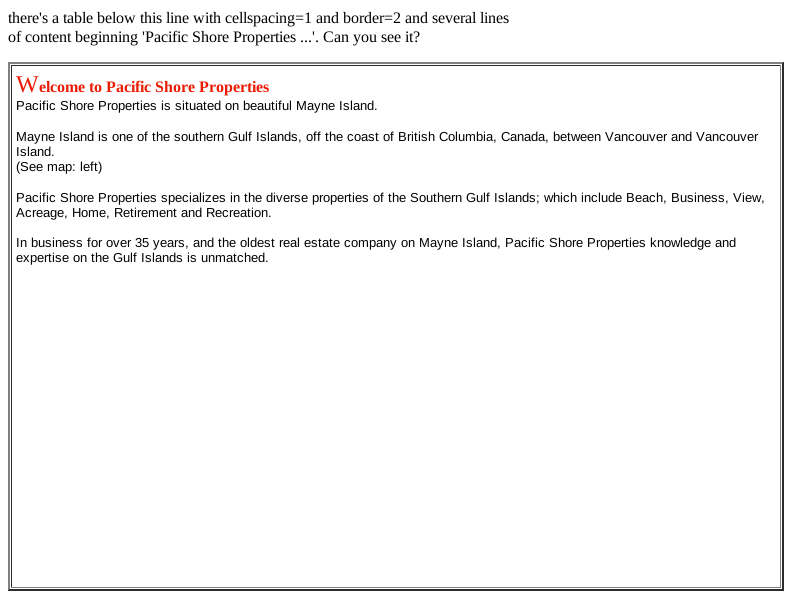 there's a table below this line with cellspacing=1 and border=2 and several lines
of content beginning 'Pacific Shore Properties ...'. Can you see it?
Welcome to Pacific Shore Properties
Pacific Shore Properties is situated on beautiful Mayne Island.
Mayne Island is one of the southern Gulf Islands, off the coast of British Columbia, Canada, between Vancouver and Vancouver
Island.
(See map: left)
Pacific Shore Properties specializes in the diverse properties of the Southern Gulf Islands; which include Beach, Business, View,
Acreage, Home, Retirement and Recreation.
In business for over 35 years, and the oldest real estate company on Mayne Island, Pacific Shore Properties knowledge and
expertise on the Gulf Islands is unmatched.